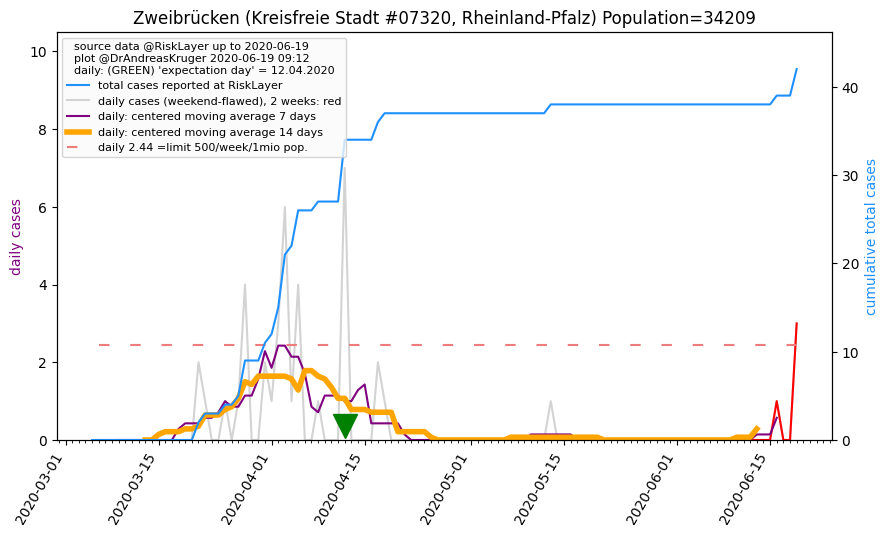 Zweibrücken (Kreisfreie Stadt #07320, Rheinland-Pfalz) Population=34209
source data @RiskLayer up to 2020-06-19
plot @DrAndreasKruger 2020-06-19 09:12
daily: (GREEN) 'expectation day' = 12.04.2020
total cases reported at RiskLayer
daily cases (weekend-flawed), 2 weeks: red
daily: centered moving average 7 days
daily: centered moving average 14 days
daily 2.44 =limit 500/week/1mio pop.
daily cases
10
8
6
4
2
0
cumulative total cases
40
30
20
10
0
2020-03-01
2020-03-15
2020-04-01
2020-04-15
2020-05-01
2020-05-15
2020-06-01
2020-06-15